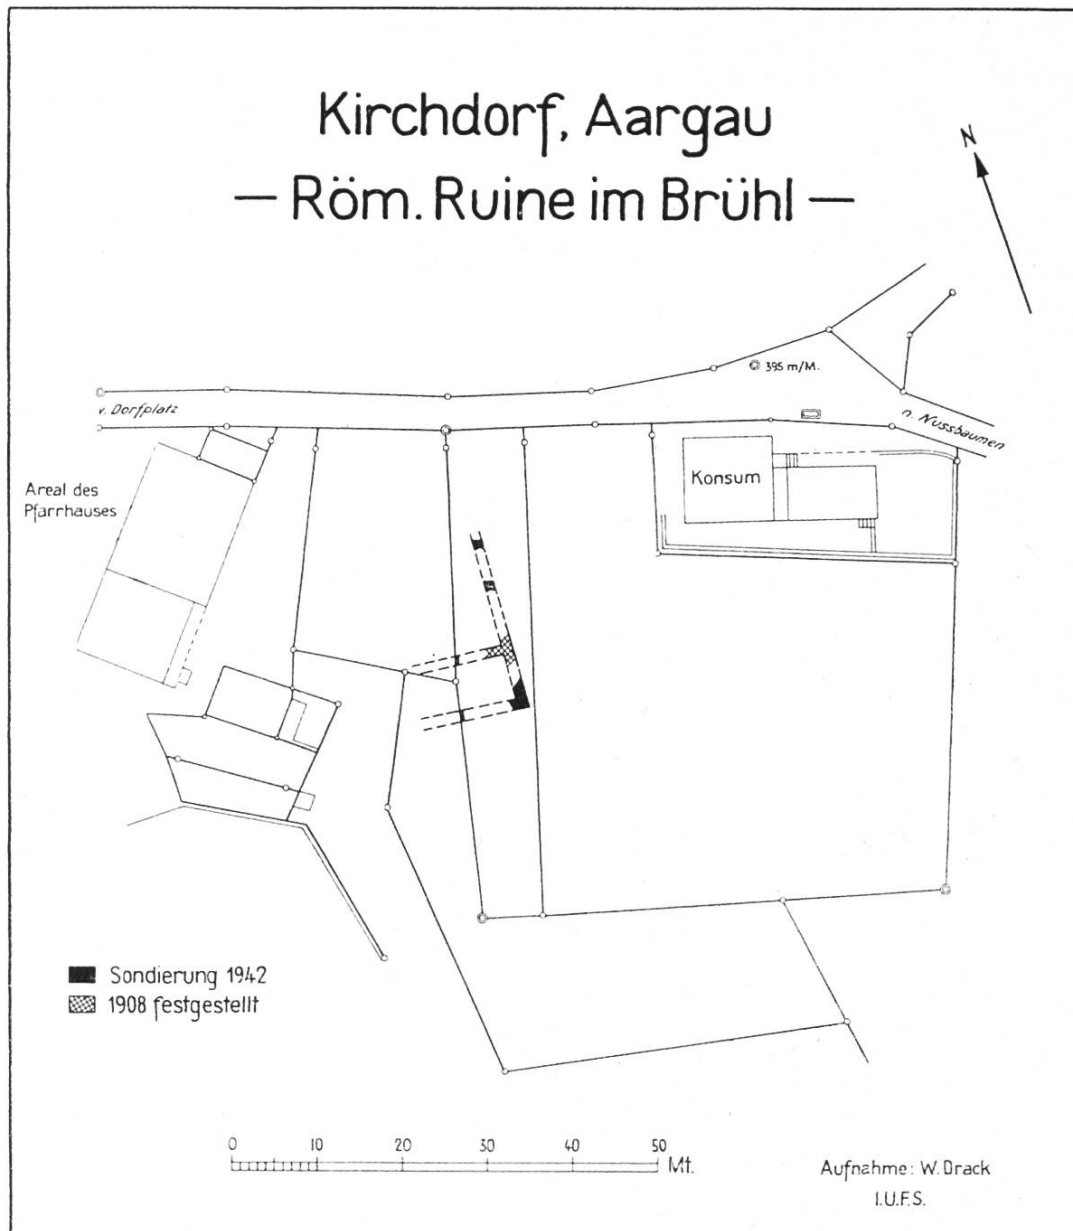 Kirchdorf, Aargau
— Röm. Ruine im Brühl —
N
395 m/M.
v. Dorfplatz
n. Nussbaumen
Konsum
Areal des
Pfarrhauses
Sondierung 1942
1908 festgestellt
0 10 20 30 40 50
Mt.
Aufnahme: W. Drack
I.U.F.S.